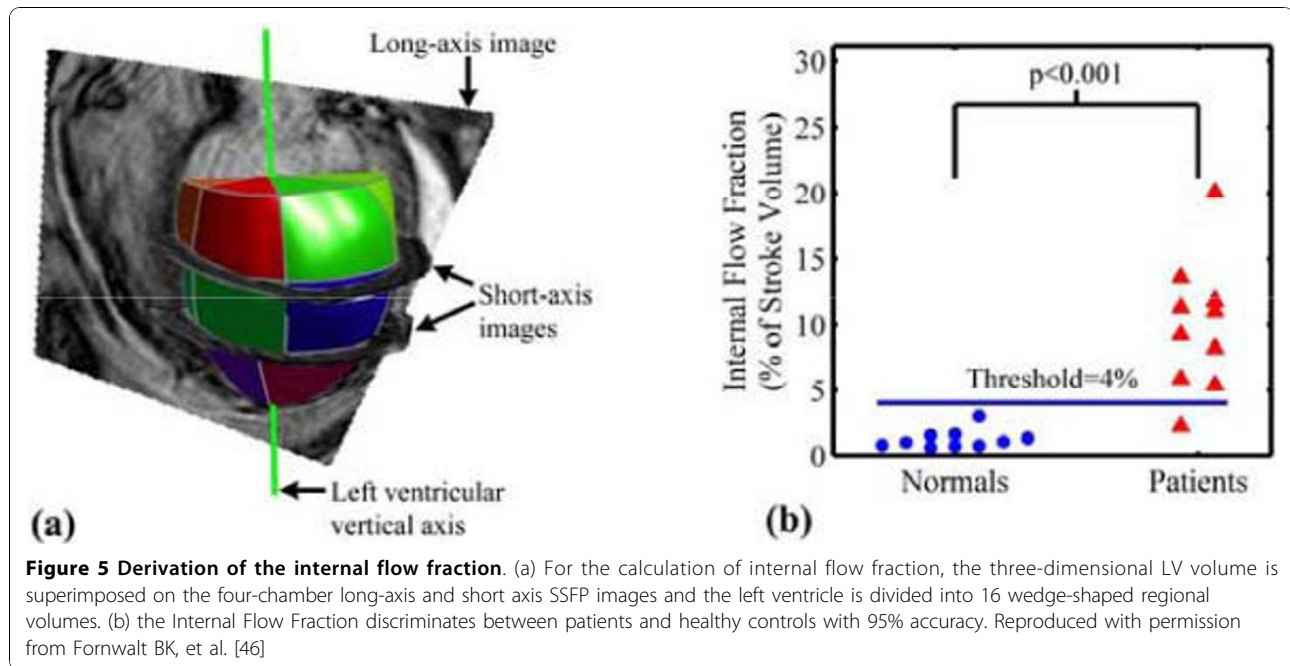 Long-axis image
Short-axis
images
Left ventricular
vertical axis
(a)
p<0.001
Internal Flow Fraction
(% of Stroke Volume)
30
25
20
15
10
5
0
Threshold=4%
Normals
Patients
(b)
Figure 5 Derivation of the internal flow fraction. (a) For the calculation of internal flow fraction, the three-dimensional LV volume is
superimposed on the four-chamber long-axis and short axis SSFP images and the left ventricle is divided into 16 wedge-shaped regional
volumes. (b) the Internal Flow Fraction discriminates between patients and healthy controls with 95% accuracy. Reproduced with permission
from Fornwalt BK, et al. [46]